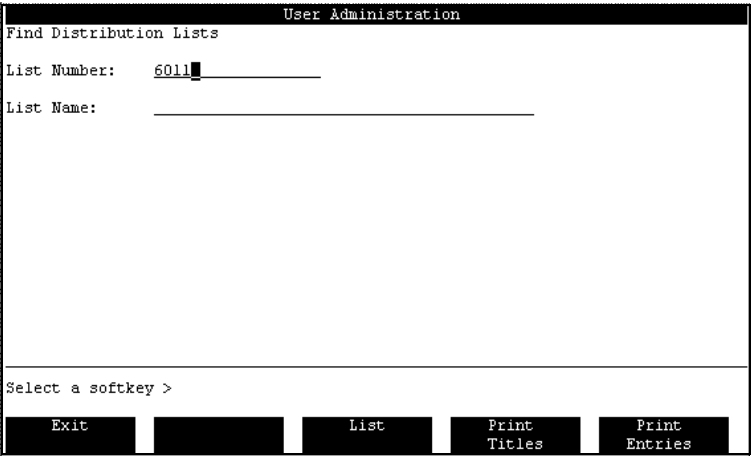 User Administration
Find Distribution Lists
List Number: 6011
List Name:
Select a softkey >
Exit List Print Print
Titles Entries